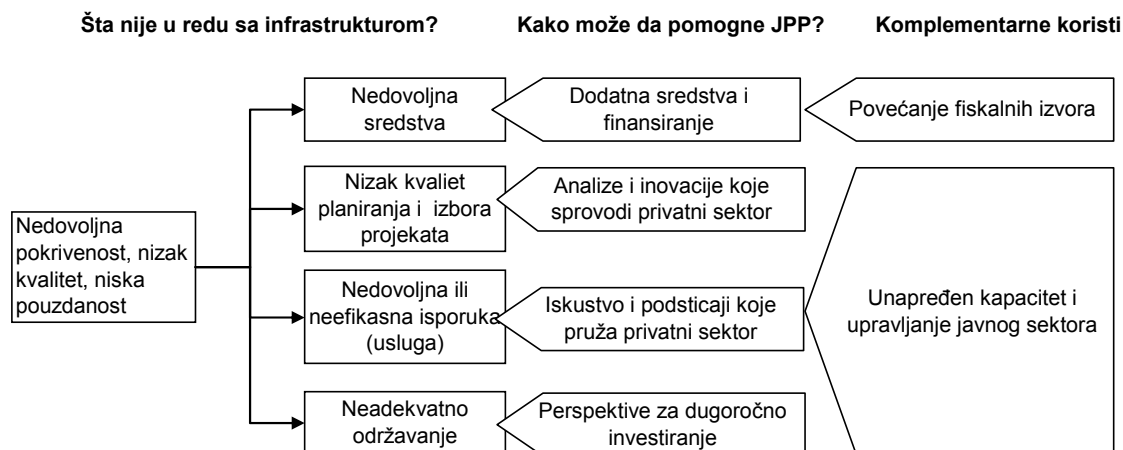 Šta nije u redu sa infrastrukturom?
Kako može da pomogne JPP?
Komplementarne koristi
Nedovoljna
pokrivenost, nizak
kvalitet, niska
pouzdanost
Nedovoljna
sredstva
Dodatna sredstva i
finansiranje
Povećanje fiskalnih izvora
Nizak kvaliet
planiranja i izbora
projekata
Analize i inovacije koje
sprovodi privatni sektor
Nedovoljna ili
neefikasna isporuka
(usluga)
Iskustvo i podsticaji koje
pruža privatni sektor
Neadekvatno
održavanje
Perspektive za dugoročno
investiranje
Unapređen kapacitet i
upravljanje javnog sektora